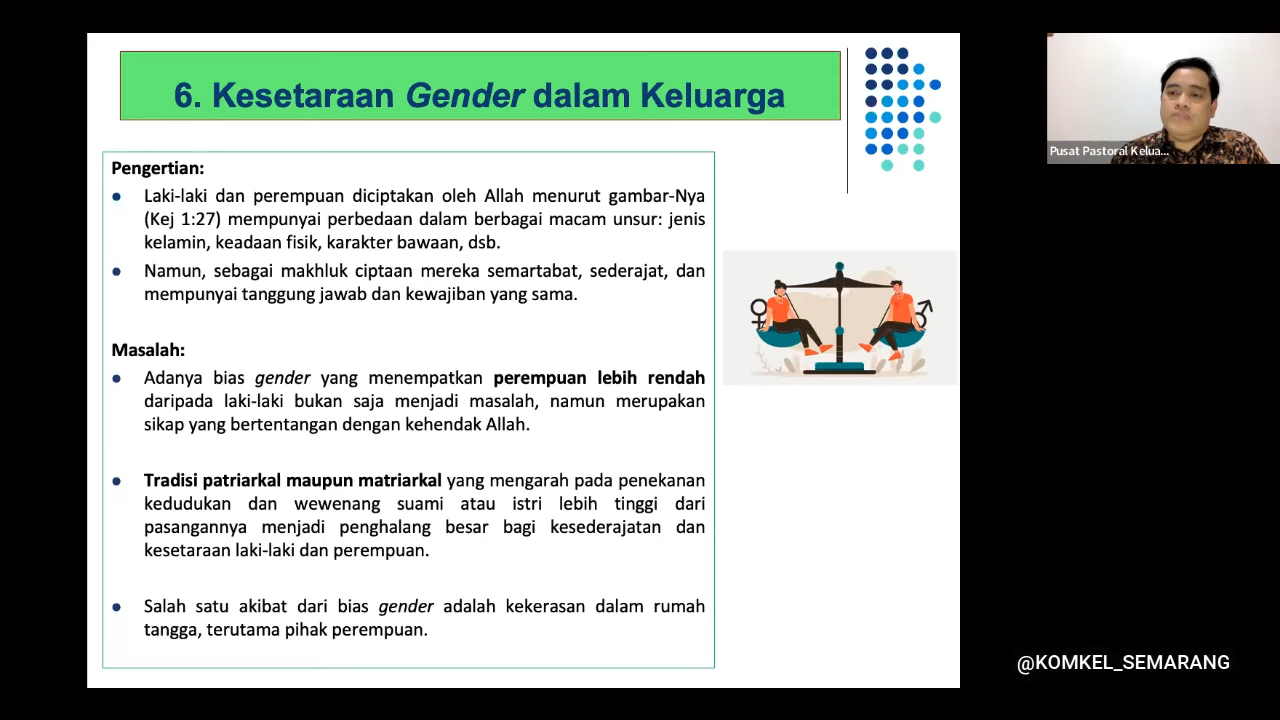 6. Kesetaraan Gender dalam Keluarga
Pengertian:
● Laki-laki dan perempuan diciptakan oleh Allah menurut gambar-Nya
(Kej 1:27) mempunyai perbedaan dalam berbagai macam unsur: jenis
kelamin, keadaan fisik, karakter bawaan, dsb.
● Namun, sebagai makhluk ciptaan mereka semartabat, sederajat, dan
mempunyai tanggung jawab dan kewajiban yang sama.
Masalah:
● Adanya bias gender yang menempatkan perempuan lebih rendah
daripada laki-laki bukan saja menjadi masalah, namun merupakan
sikap yang bertentangan dengan kehendak Allah.
● Tradisi patriarkal maupun matriarkal yang mengarah pada penekanan
kedudukan dan wewenang suami atau istri lebih tinggi dari
pasangannya menjadi penghalang besar bagi kesederajatan dan
kesetaraan laki-laki dan perempuan.
● Salah satu akibat dari bias gender adalah kekerasan dalam rumah
tangga, terutama pihak perempuan.
Pusat Pastoral Kelua...
@KOMKEL_SEMARANG